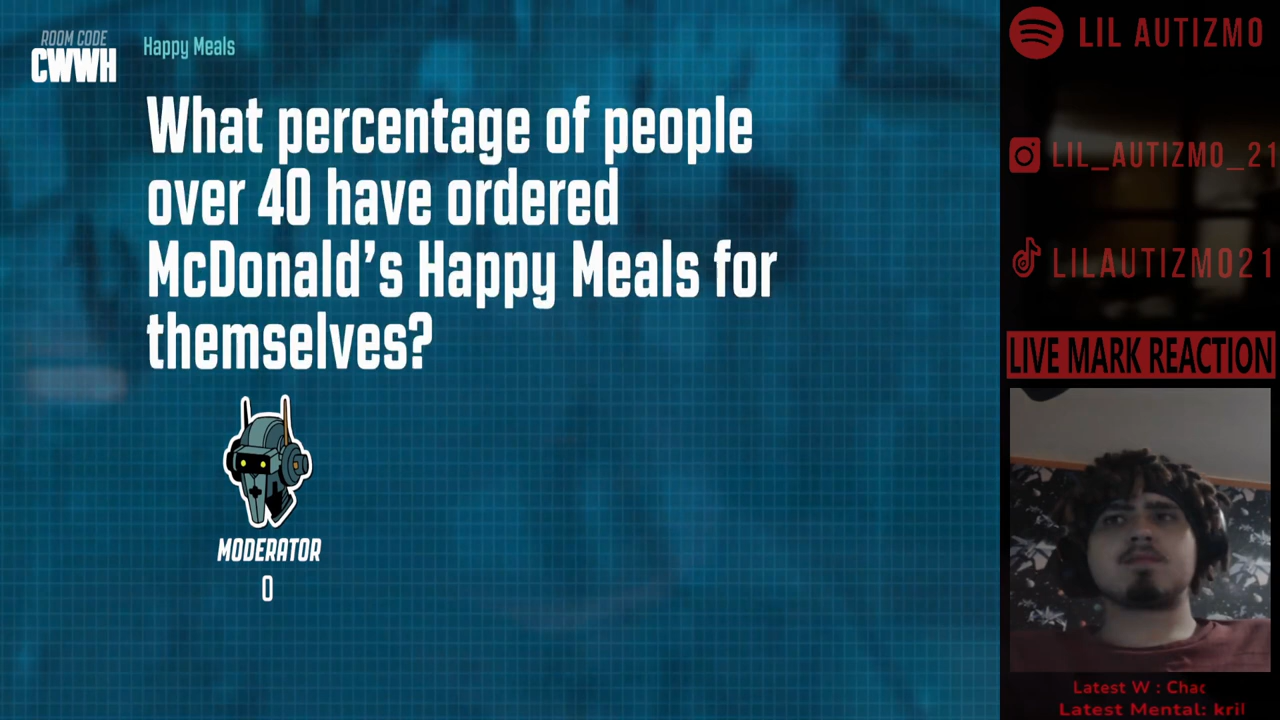 ROOM CODE
CWWH
Happy Meals
What percentage of people
over 40 have ordered
McDonald's Happy Meals for
themselves?
MODERATOR
0
LIL AUTIZMO
LIL_AUTIZMO_21
LILAUTIZMO21
LIVE MARK REACTION
Latest W : Chac
Latest Mental: kril